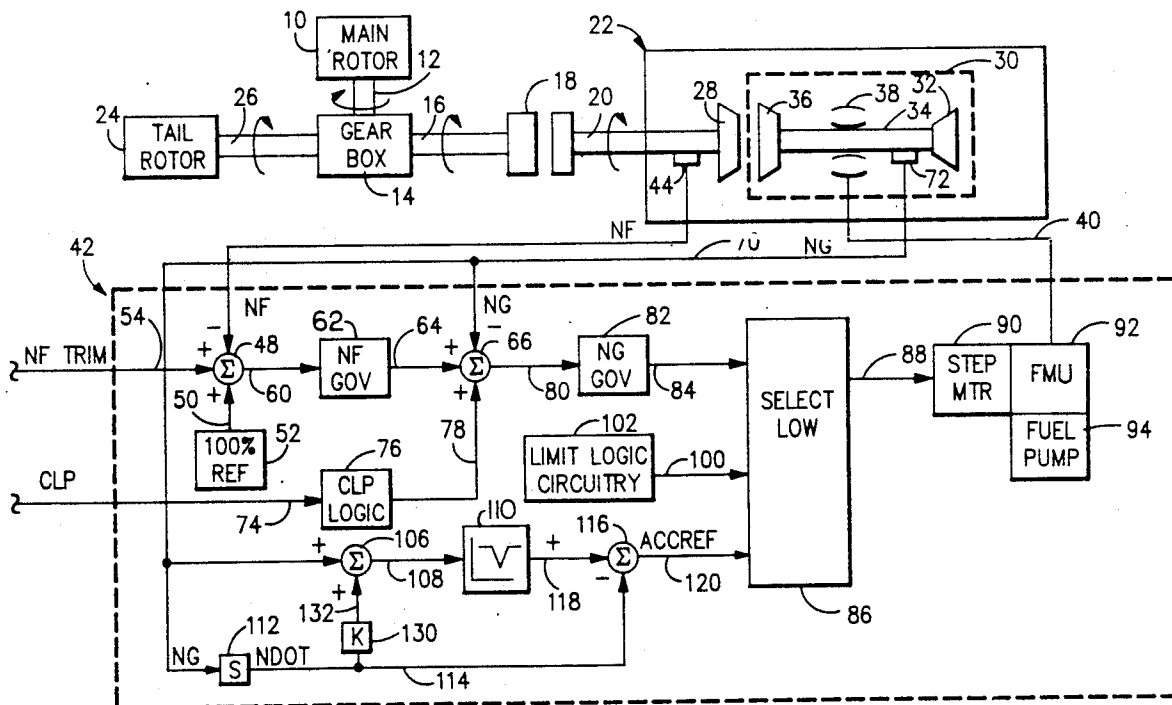 10
MAIN
ROTOR
12
22
30
24
26
TAIL
ROTOR
GEAR
BOX
14
16
18
20
28
36
38
34
32
44
72
NF
70
NG
40
42
54
NF
NG
NF TRIM
-
+
+
Σ
48
60
62
NF
GOV
64
-
+
+
Σ
66
80
82
NG
GOV
84
50
100%
REF
52
CLP
74
76
CLP
LOGIC
78
102
LIMIT LOGIC
CIRCUITRY
100
SELECT
LOW
86
88
90
STEP
MTR
92
FMU
FUEL
PUMP
94
+
+
Σ
106
108
110
+
118
116
Σ
-
ACCREF
120
132
K
130
NG
112
S
NDOT
114